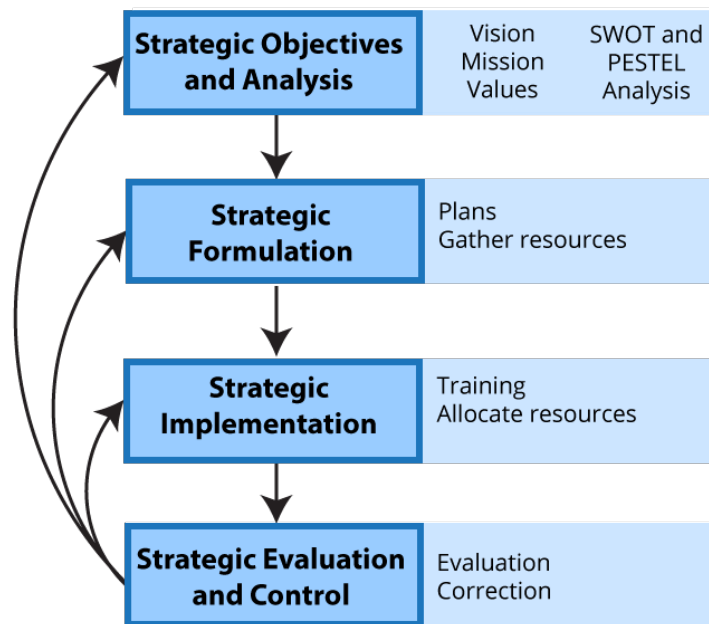 Strategic Objectives
and Analysis
Vision
Mission
Values
SWOT and
PESTEL
Analysis
Strategic
Formulation
Plans
Gather resources
Strategic
Implementation
Training
Allocate resources
Strategic Evaluation
and Control
Evaluation
Correction